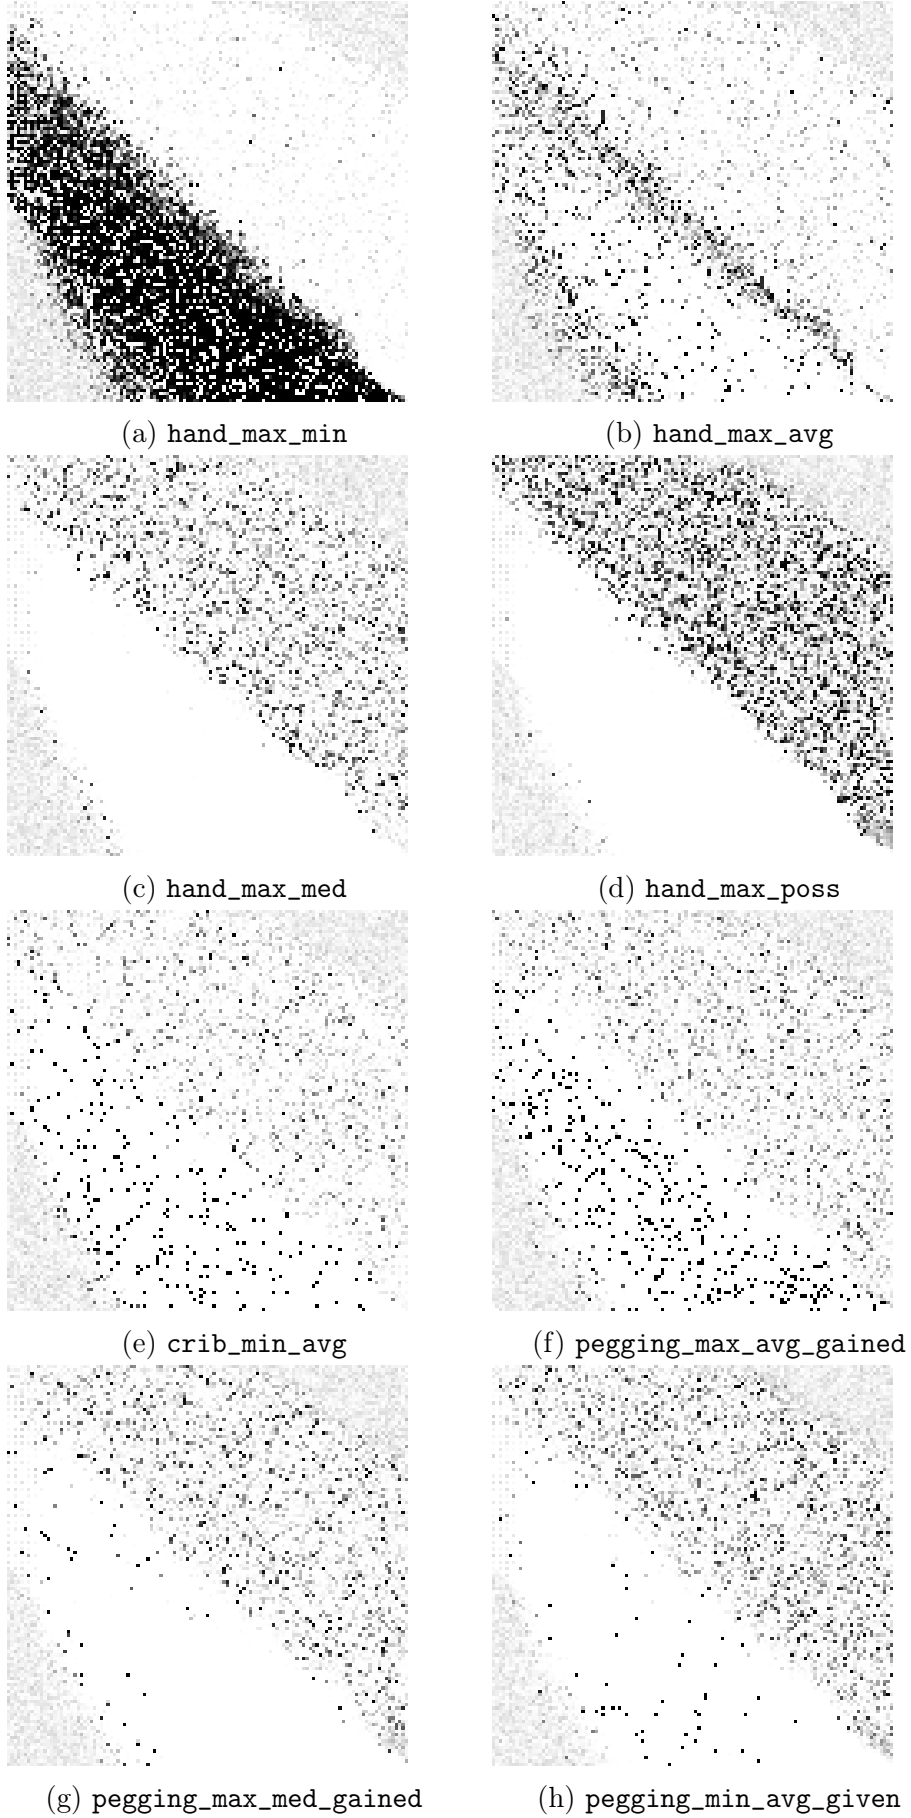 (a) hand_max_min
(b) hand_max_avg
(c) hand_max_med
(d) hand_max_poss
(e) crib_min_avg
(f) pegging_max_avg_gained
(g) pegging_max_med_gained
(h) pegging_min_avg_given